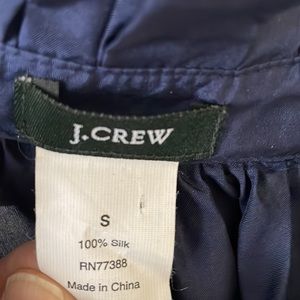 J.CREW
S
100% Silk
RN77388
Made in China